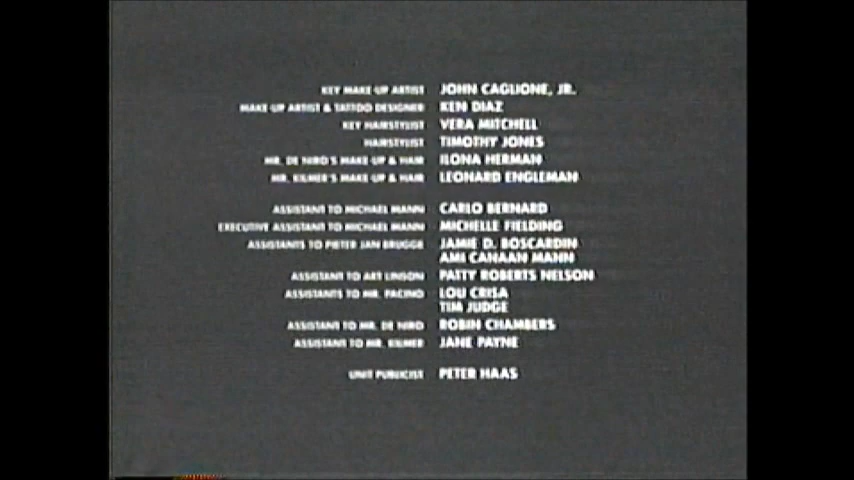 KEY MAKE-UP ARTIST JOHN CAGLIONE, JR.
MAKE-UP ARTIST & TATTOO DESIGNER KEN DIAZ
KEY HAIRSTYLIST VERA MITCHELL
HAIRSTYLIST TIMOTHY JONES
MR. DE NIRO'S MAKE-UP & HAIR ILONA HERMAN
MR. KILMER'S MAKE-UP & HAIR LEONARD ENGLEMAN
ASSISTANT TO MICHAEL MANN CARLO BERNARD
EXECUTIVE ASSISTANT TO MICHAEL MANN MICHELLE FIELDING
ASSISTANTS TO PIETER JAN BRUGGE JAMIE D. BOSCARDIN
AMI CANAAN MANN
ASSISTANT TO ART LINSON PATTY ROBERTS NELSON
ASSISTANTS TO MR. PACINO LOU CRISA
TIM JUDGE
ASSISTANT TO MR. DE NIRO ROBIN CHAMBERS
ASSISTANT TO MR. KILMER JANE PAYNE
UNIT PUBLICIST PETER HAAS